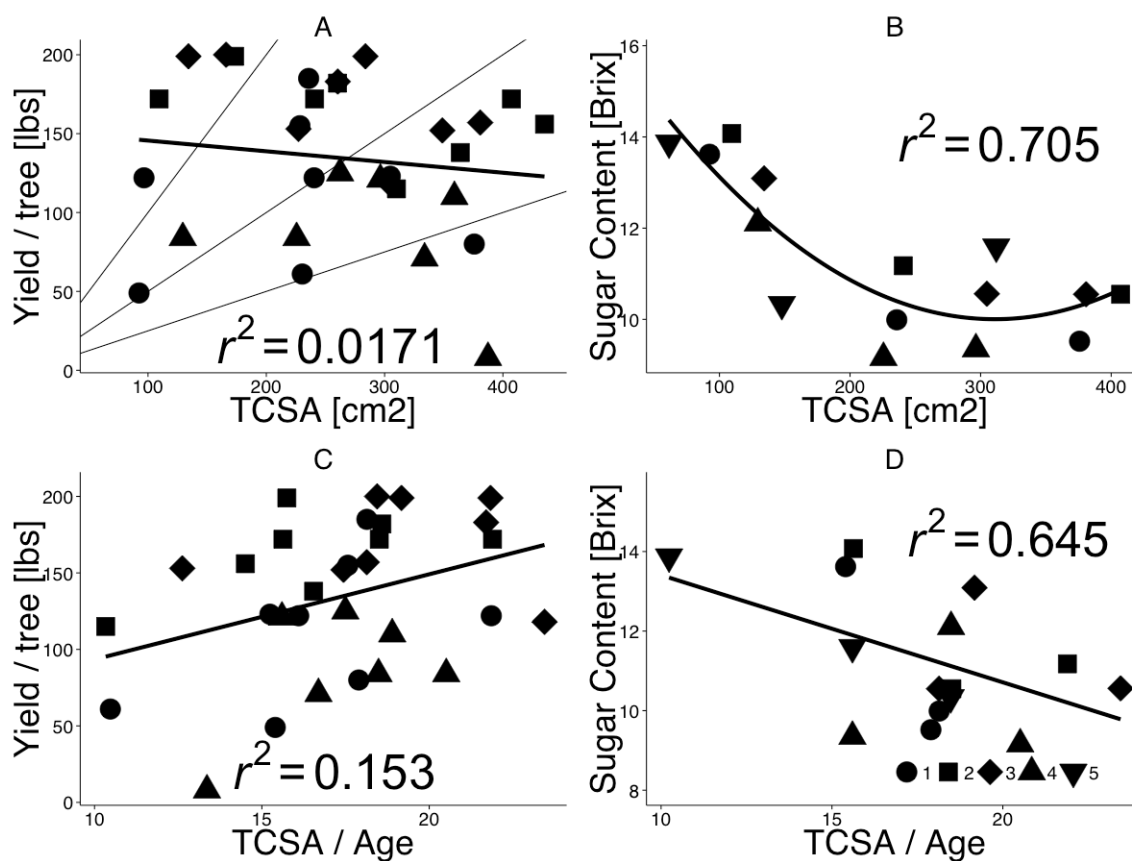 A
Yield / tree [lbs]
200
150
100
50
0
r² = 0.0171
100 200 300 400
TCSA [cm2]
B
Sugar Content [Brix]
16
14
12
10
r² = 0.705
100 200 300 400
TCSA [cm2]
C
Yield / tree [lbs]
200
150
100
50
0
r² = 0.153
10 15 20
TCSA / Age
D
Sugar Content [Brix]
14
12
10
8
r² = 0.645
1 2 3 4 5
10 15 20
TCSA / Age